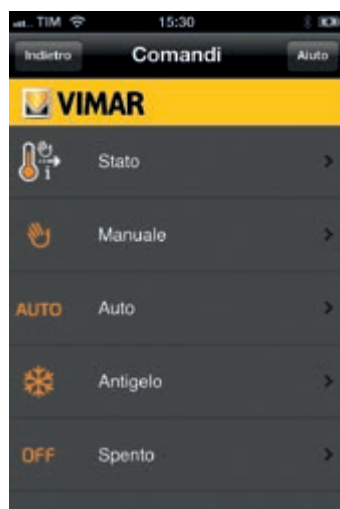 TIM 15:30
Indietro Comandi Aiuto
VIMAR
i Stato
Manuale
AUTO Auto
Antigelo
OFF Spento